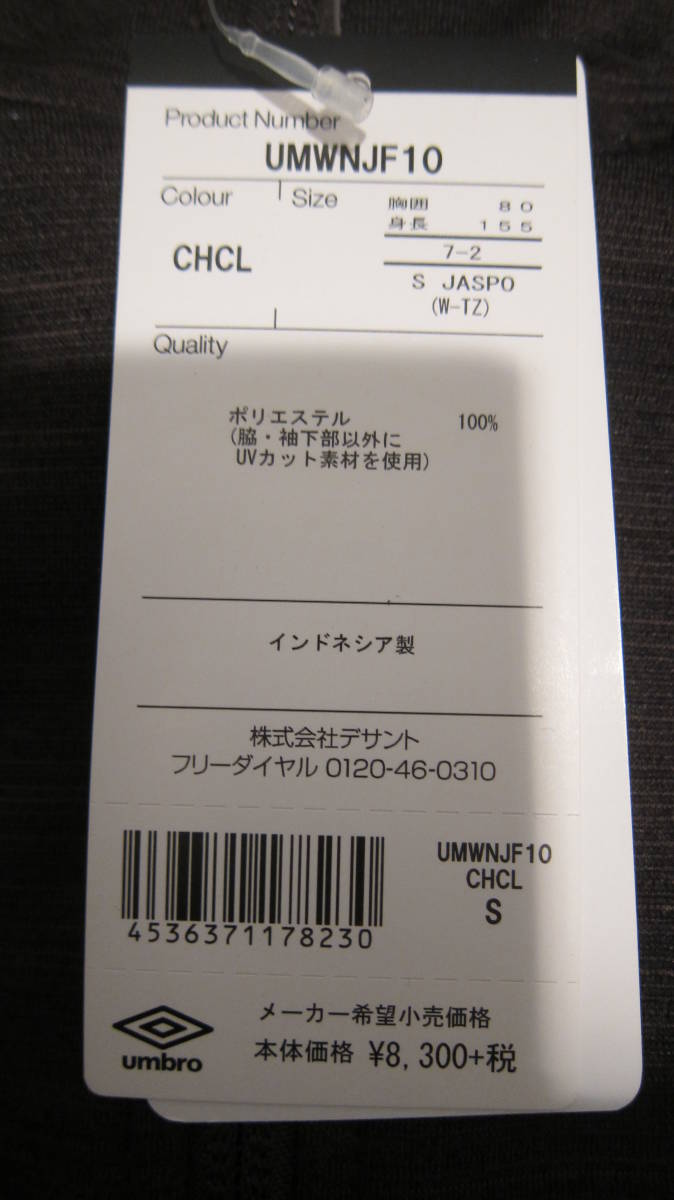 Product Number
UMWNJF10
Colour Size 胸囲 80
身長 155
CHCL
7-2
S JASPO
(W-TZ)
Quality
ポリエステル 100%
(脇・袖下部以外に
UVカット素材を使用)
インドネシア製
株式会社デサント
フリーダイヤル 0120-46-0310
UMWNJF10
CHCL
S
4536371178230
umbro
メーカー希望小売価格
本体価格 ¥8,300+税